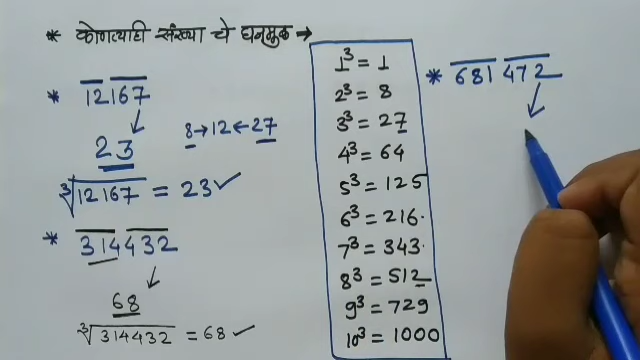 * कोणत्याही संख्या चे घनमुळ →
* 12167
23 8→12←27
∛12167 = 23 ✓
* 314432
68
∛314432 = 68 ✓
1³ = 1
2³ = 8
3³ = 27
4³ = 64
5³ = 125
6³ = 216.
7³ = 343.
8³ = 512
9³ = 729
10³ = 1000
* 681472